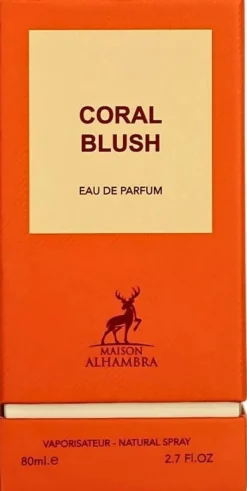 CORAL
BLUSH
EAU DE PARFUM
MAISON
ALHAMBRA
VAPORISATEUR - NATURAL SPRAY
80ml.e 2.7 Fl.OZ